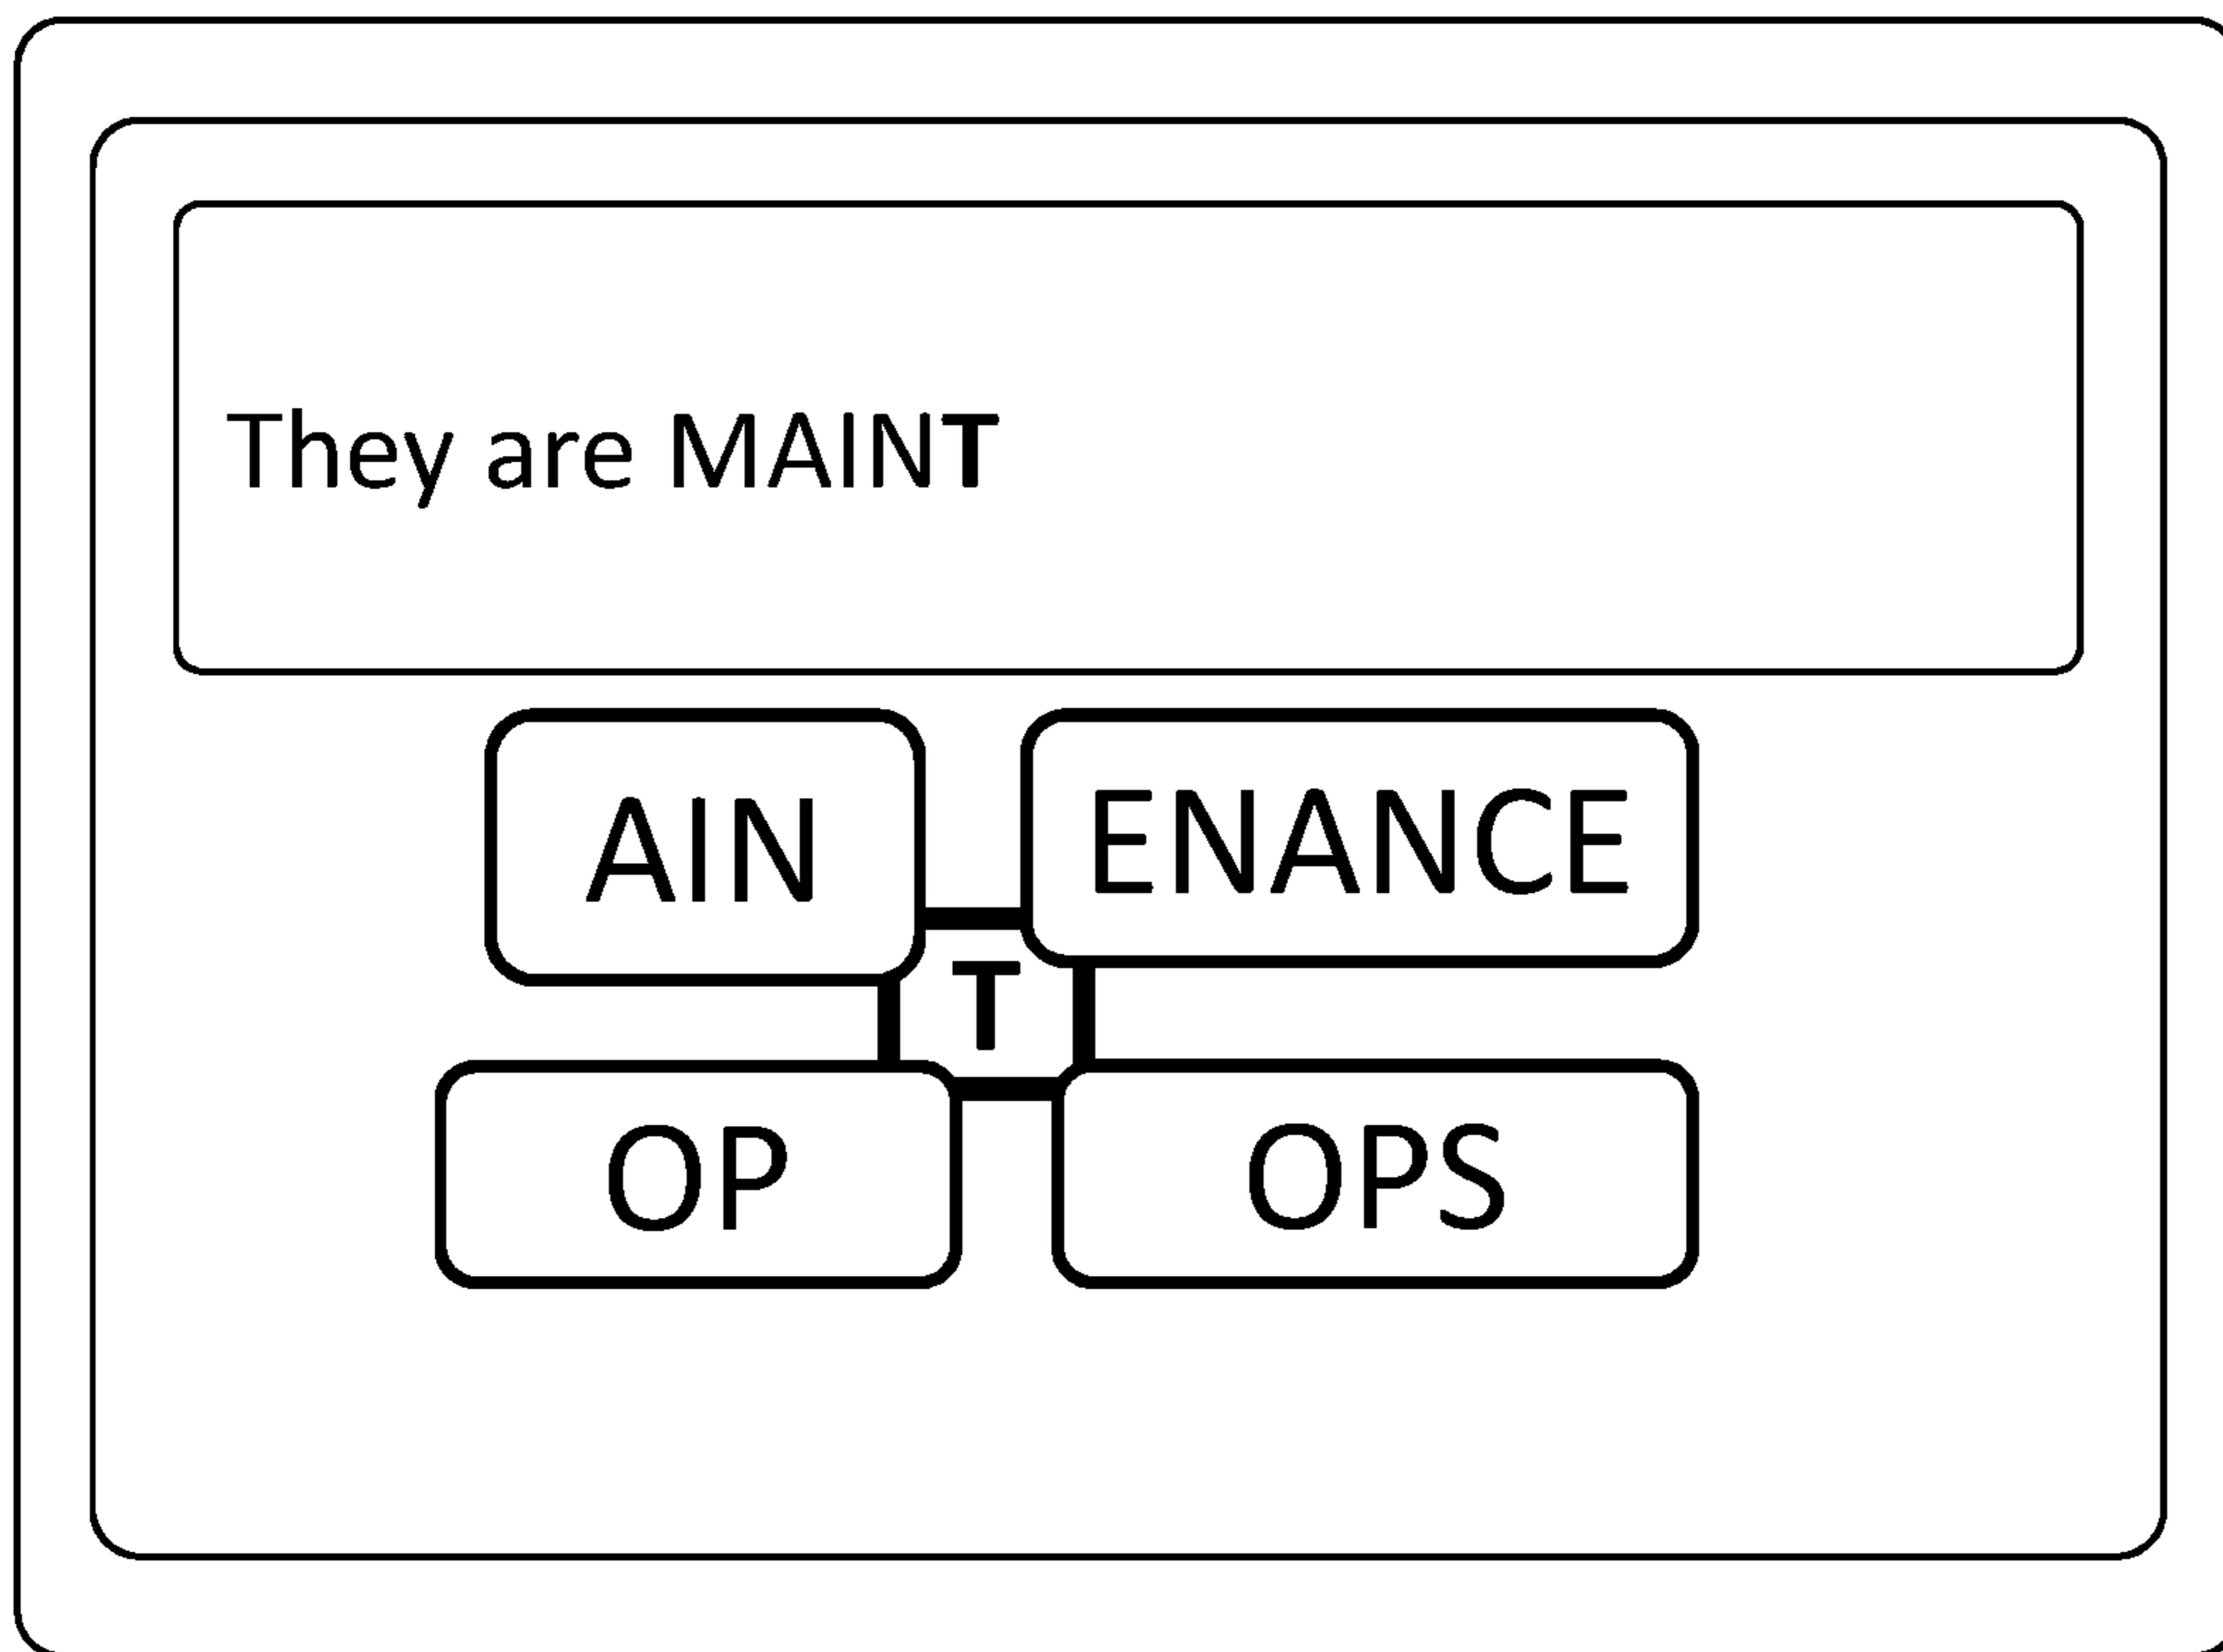 They are MAINT
AIN
ENANCE
T
OP
OPS